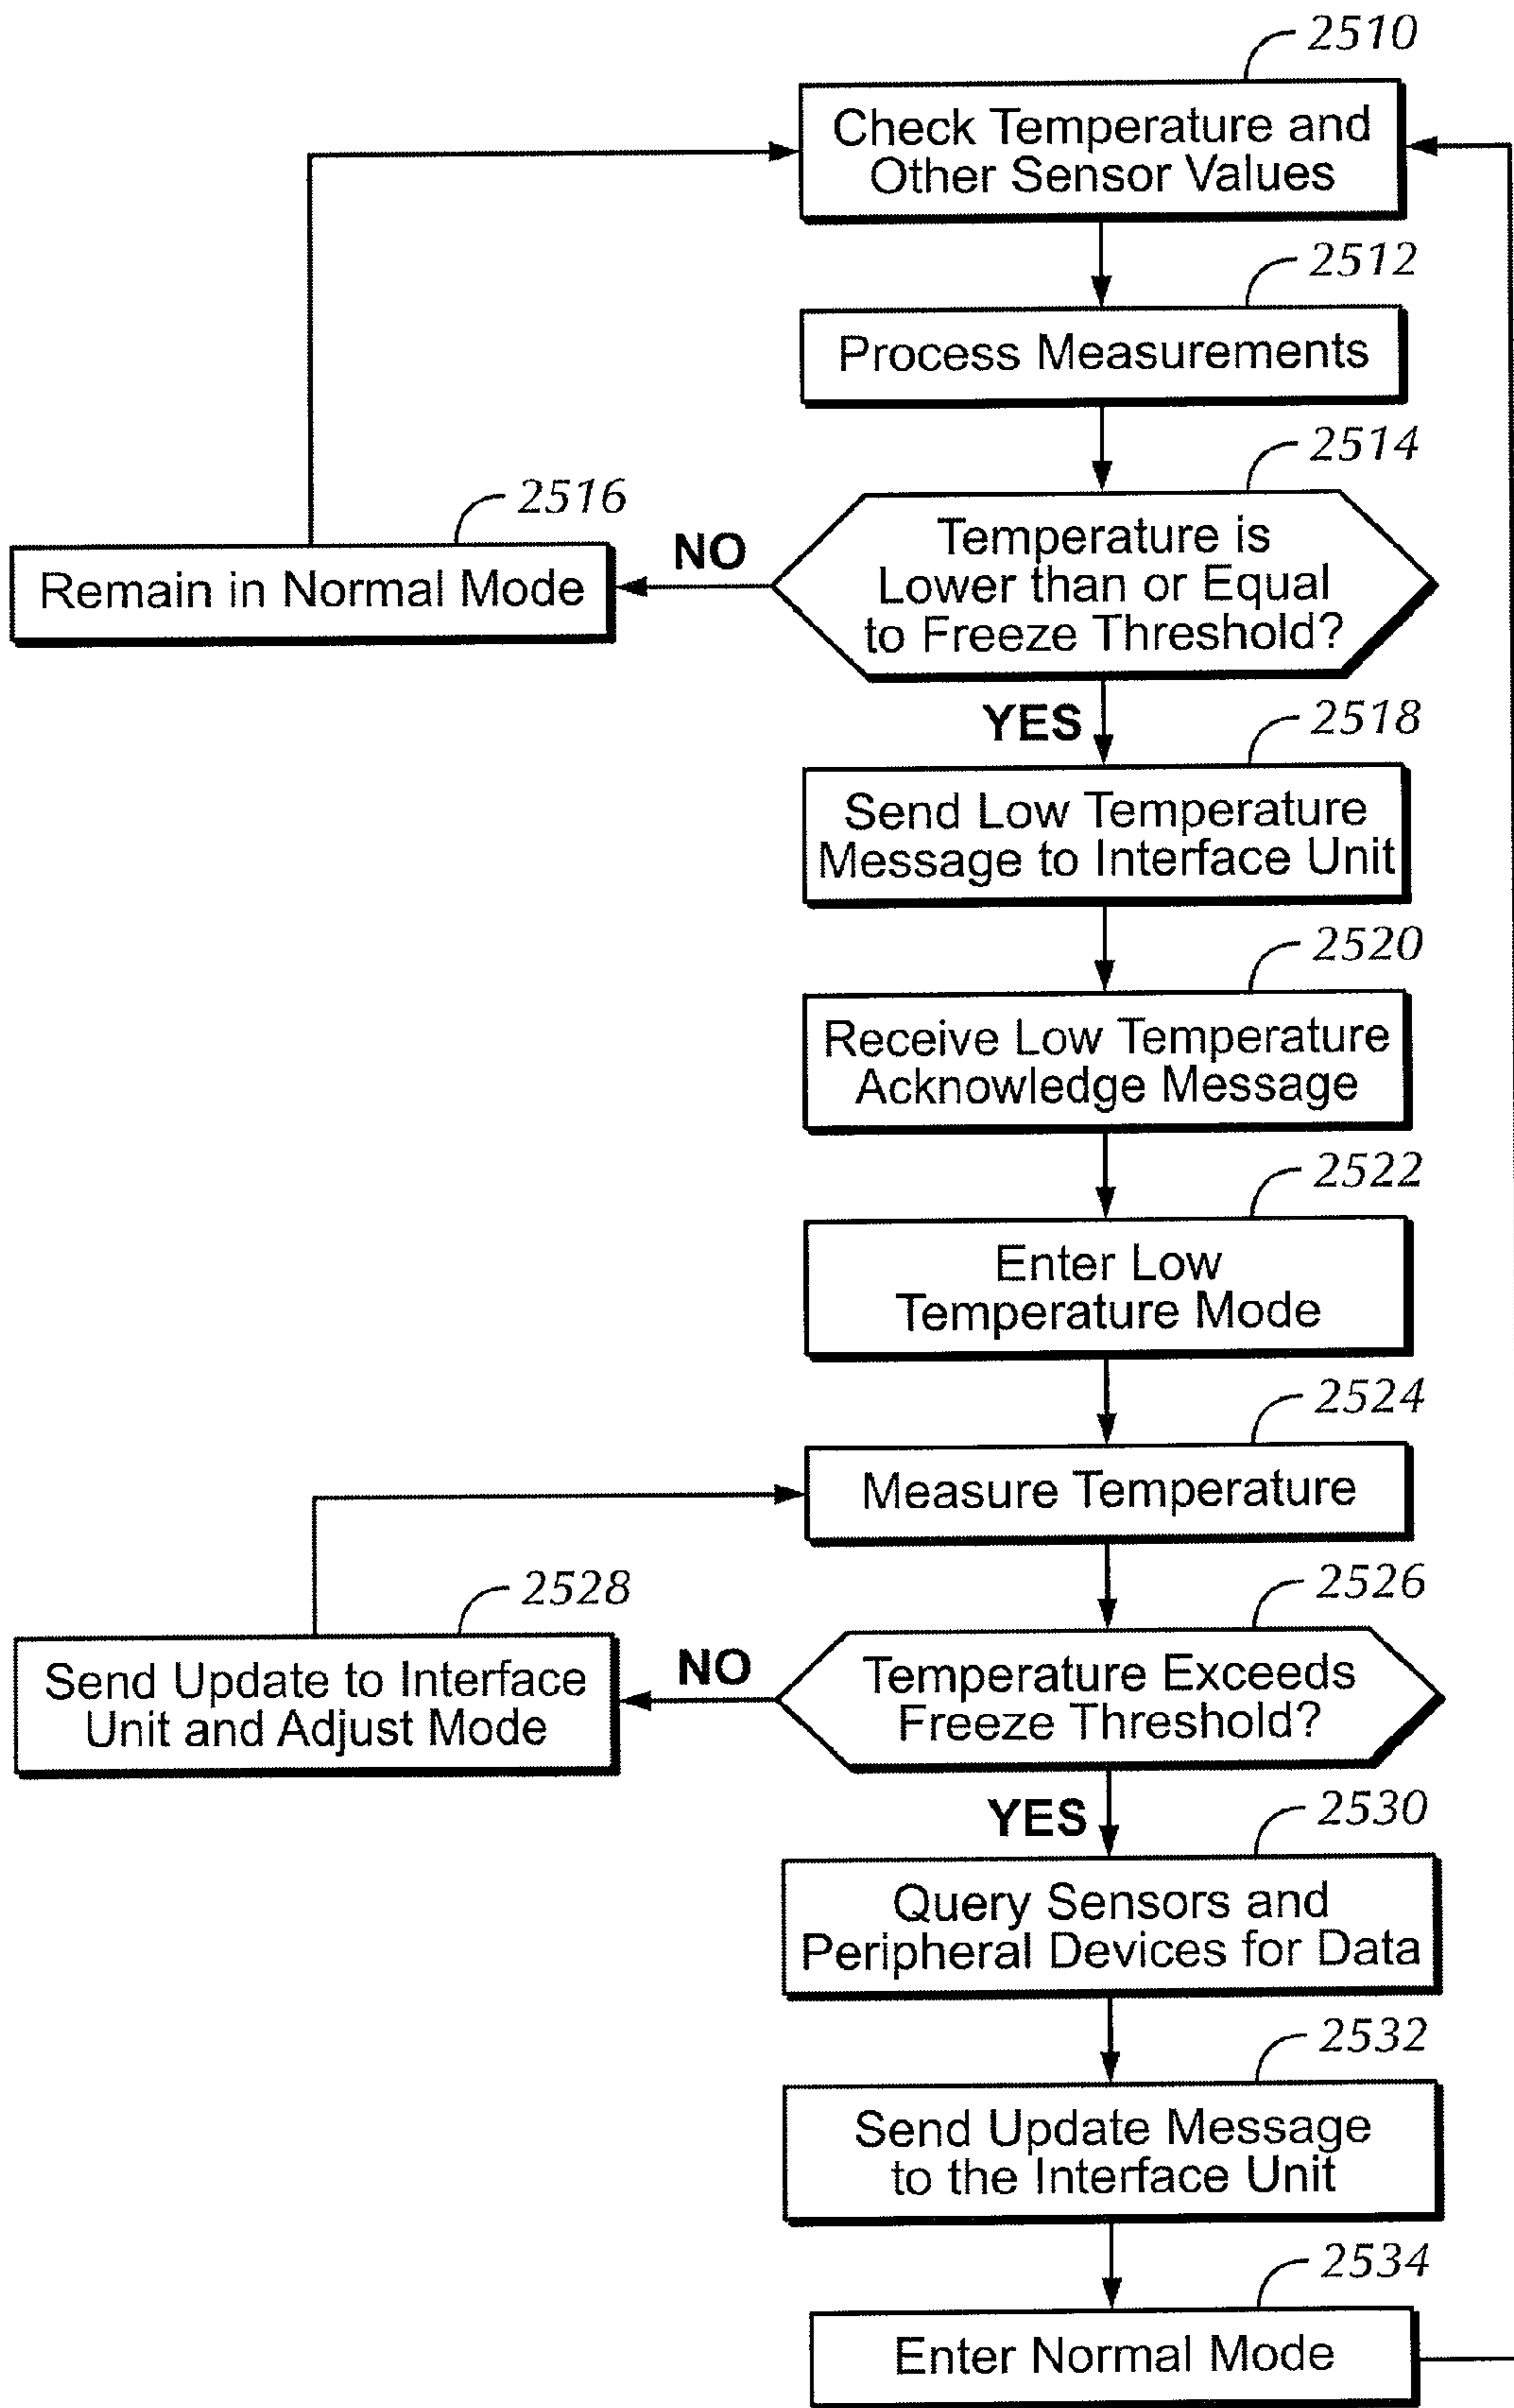 2510
Check Temperature and
Other Sensor Values
2512
Process Measurements
2514
2516
Temperature is
Lower than or Equal
to Freeze Threshold?
NO
Remain in Normal Mode
YES
2518
Send Low Temperature
Message to Interface Unit
2520
Receive Low Temperature
Acknowledge Message
2522
Enter Low
Temperature Mode
2524
Measure Temperature
2526
2528
Temperature Exceeds
Freeze Threshold?
NO
Send Update to Interface
Unit and Adjust Mode
YES
2530
Query Sensors and
Peripheral Devices for Data
2532
Send Update Message
to the Interface Unit
2534
Enter Normal Mode